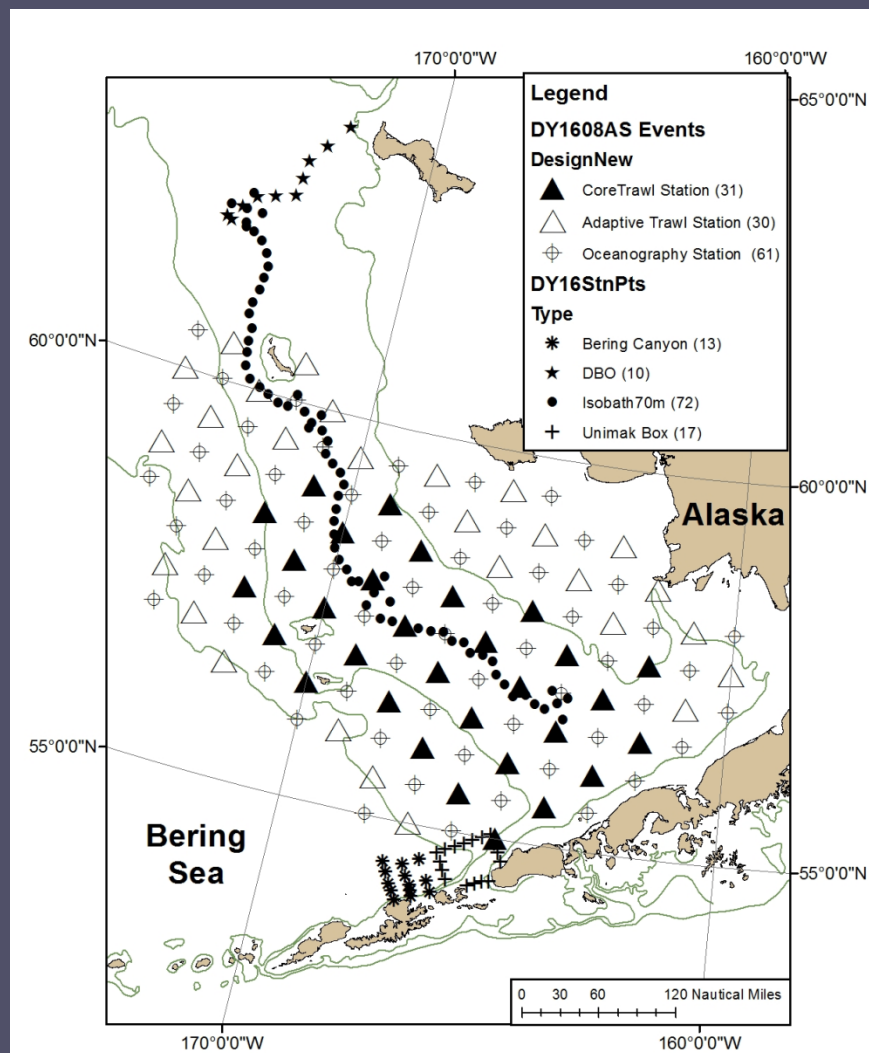 170°0'0"W
160°0'0"W
65°0'0"N
Legend
DY1608AS Events
DesignNew
CoreTrawl Station (31)
Adaptive Trawl Station (30)
Oceanography Station (61)
DY16StnPts
Type
Bering Canyon (13)
DBO (10)
Isobath70m (72)
Unimak Box (17)
60°0'0"N
60°0'0"N
Alaska
55°0'0"N
Bering
Sea
55°0'0"N
0 30 60 120 Nautical Miles
170°0'0"W
160°0'0"W